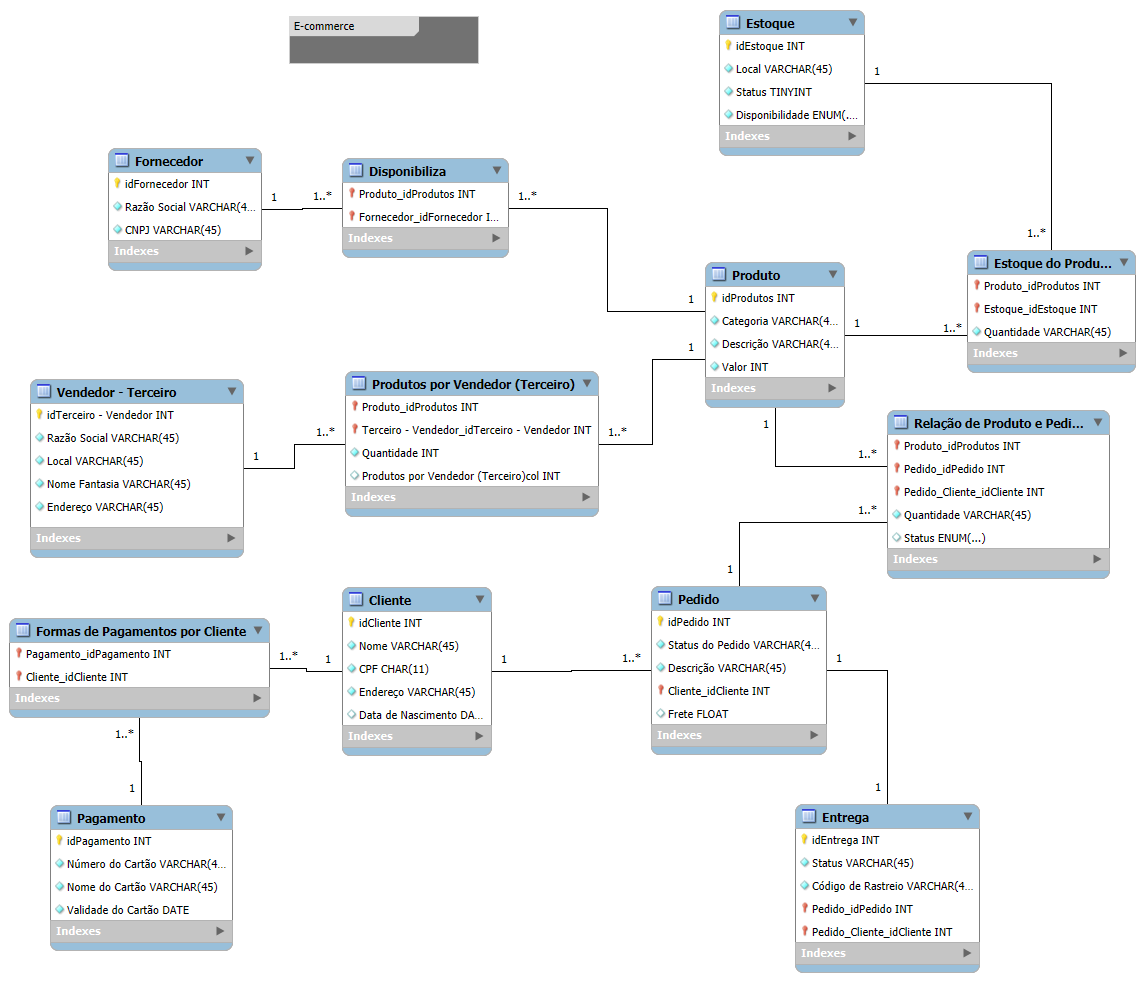 E-commerce
Estoque
idEstoque INT
Local VARCHAR(45)
Status TINYINT
Disponibilidade ENUM(....
Indexes
1
1..*
Fornecedor
idFornecedor INT
Razão Social VARCHAR(4...
CNPJ VARCHAR(45)
Indexes
1
1..*
Disponibiliza
Produto_idProdutos INT
Fornecedor_idFornecedor I...
Indexes
1..*
1
Produto
idProdutos INT
Categoria VARCHAR(4...
Descrição VARCHAR(4...
Valor INT
Indexes
1
1..*
Estoque do Produ...
Produto_idProdutos INT
Estoque_idEstoque INT
Quantidade VARCHAR(45)
Indexes
Vendedor - Terceiro
idTerceiro - Vendedor INT
Razão Social VARCHAR(45)
Local VARCHAR(45)
Nome Fantasia VARCHAR(45)
Endereço VARCHAR(45)
Indexes
1
1..*
Produtos por Vendedor (Terceiro)
Produto_idProdutos INT
Terceiro - Vendedor_idTerceiro - Vendedor INT
Quantidade INT
Produtos por Vendedor (Terceiro)col INT
Indexes
1..*
1
1
1..*
Relação de Produto e Pedi...
Produto_idProdutos INT
Pedido_idPedido INT
Pedido_Cliente_idCliente INT
Quantidade VARCHAR(45)
Status ENUM(...)
Indexes
1..*
1
Formas de Pagamentos por Cliente
Pagamento_idPagamento INT
Cliente_idCliente INT
Indexes
1..*
1
Cliente
idCliente INT
Nome VARCHAR(45)
CPF CHAR(11)
Endereço VARCHAR(45)
Data de Nascimento DA...
Indexes
1
1..*
Pedido
idPedido INT
Status do Pedido VARCHAR(4...
Descrição VARCHAR(45)
Cliente_idCliente INT
Frete FLOAT
Indexes
1
1
1..*
1
Pagamento
idPagamento INT
Número do Cartão VARCHAR(4...
Nome do Cartão VARCHAR(45)
Validade do Cartão DATE
Indexes
Entrega
idEntrega INT
Status VARCHAR(45)
Código de Rastreio VARCHAR(4...
Pedido_idPedido INT
Pedido_Cliente_idCliente INT
Indexes